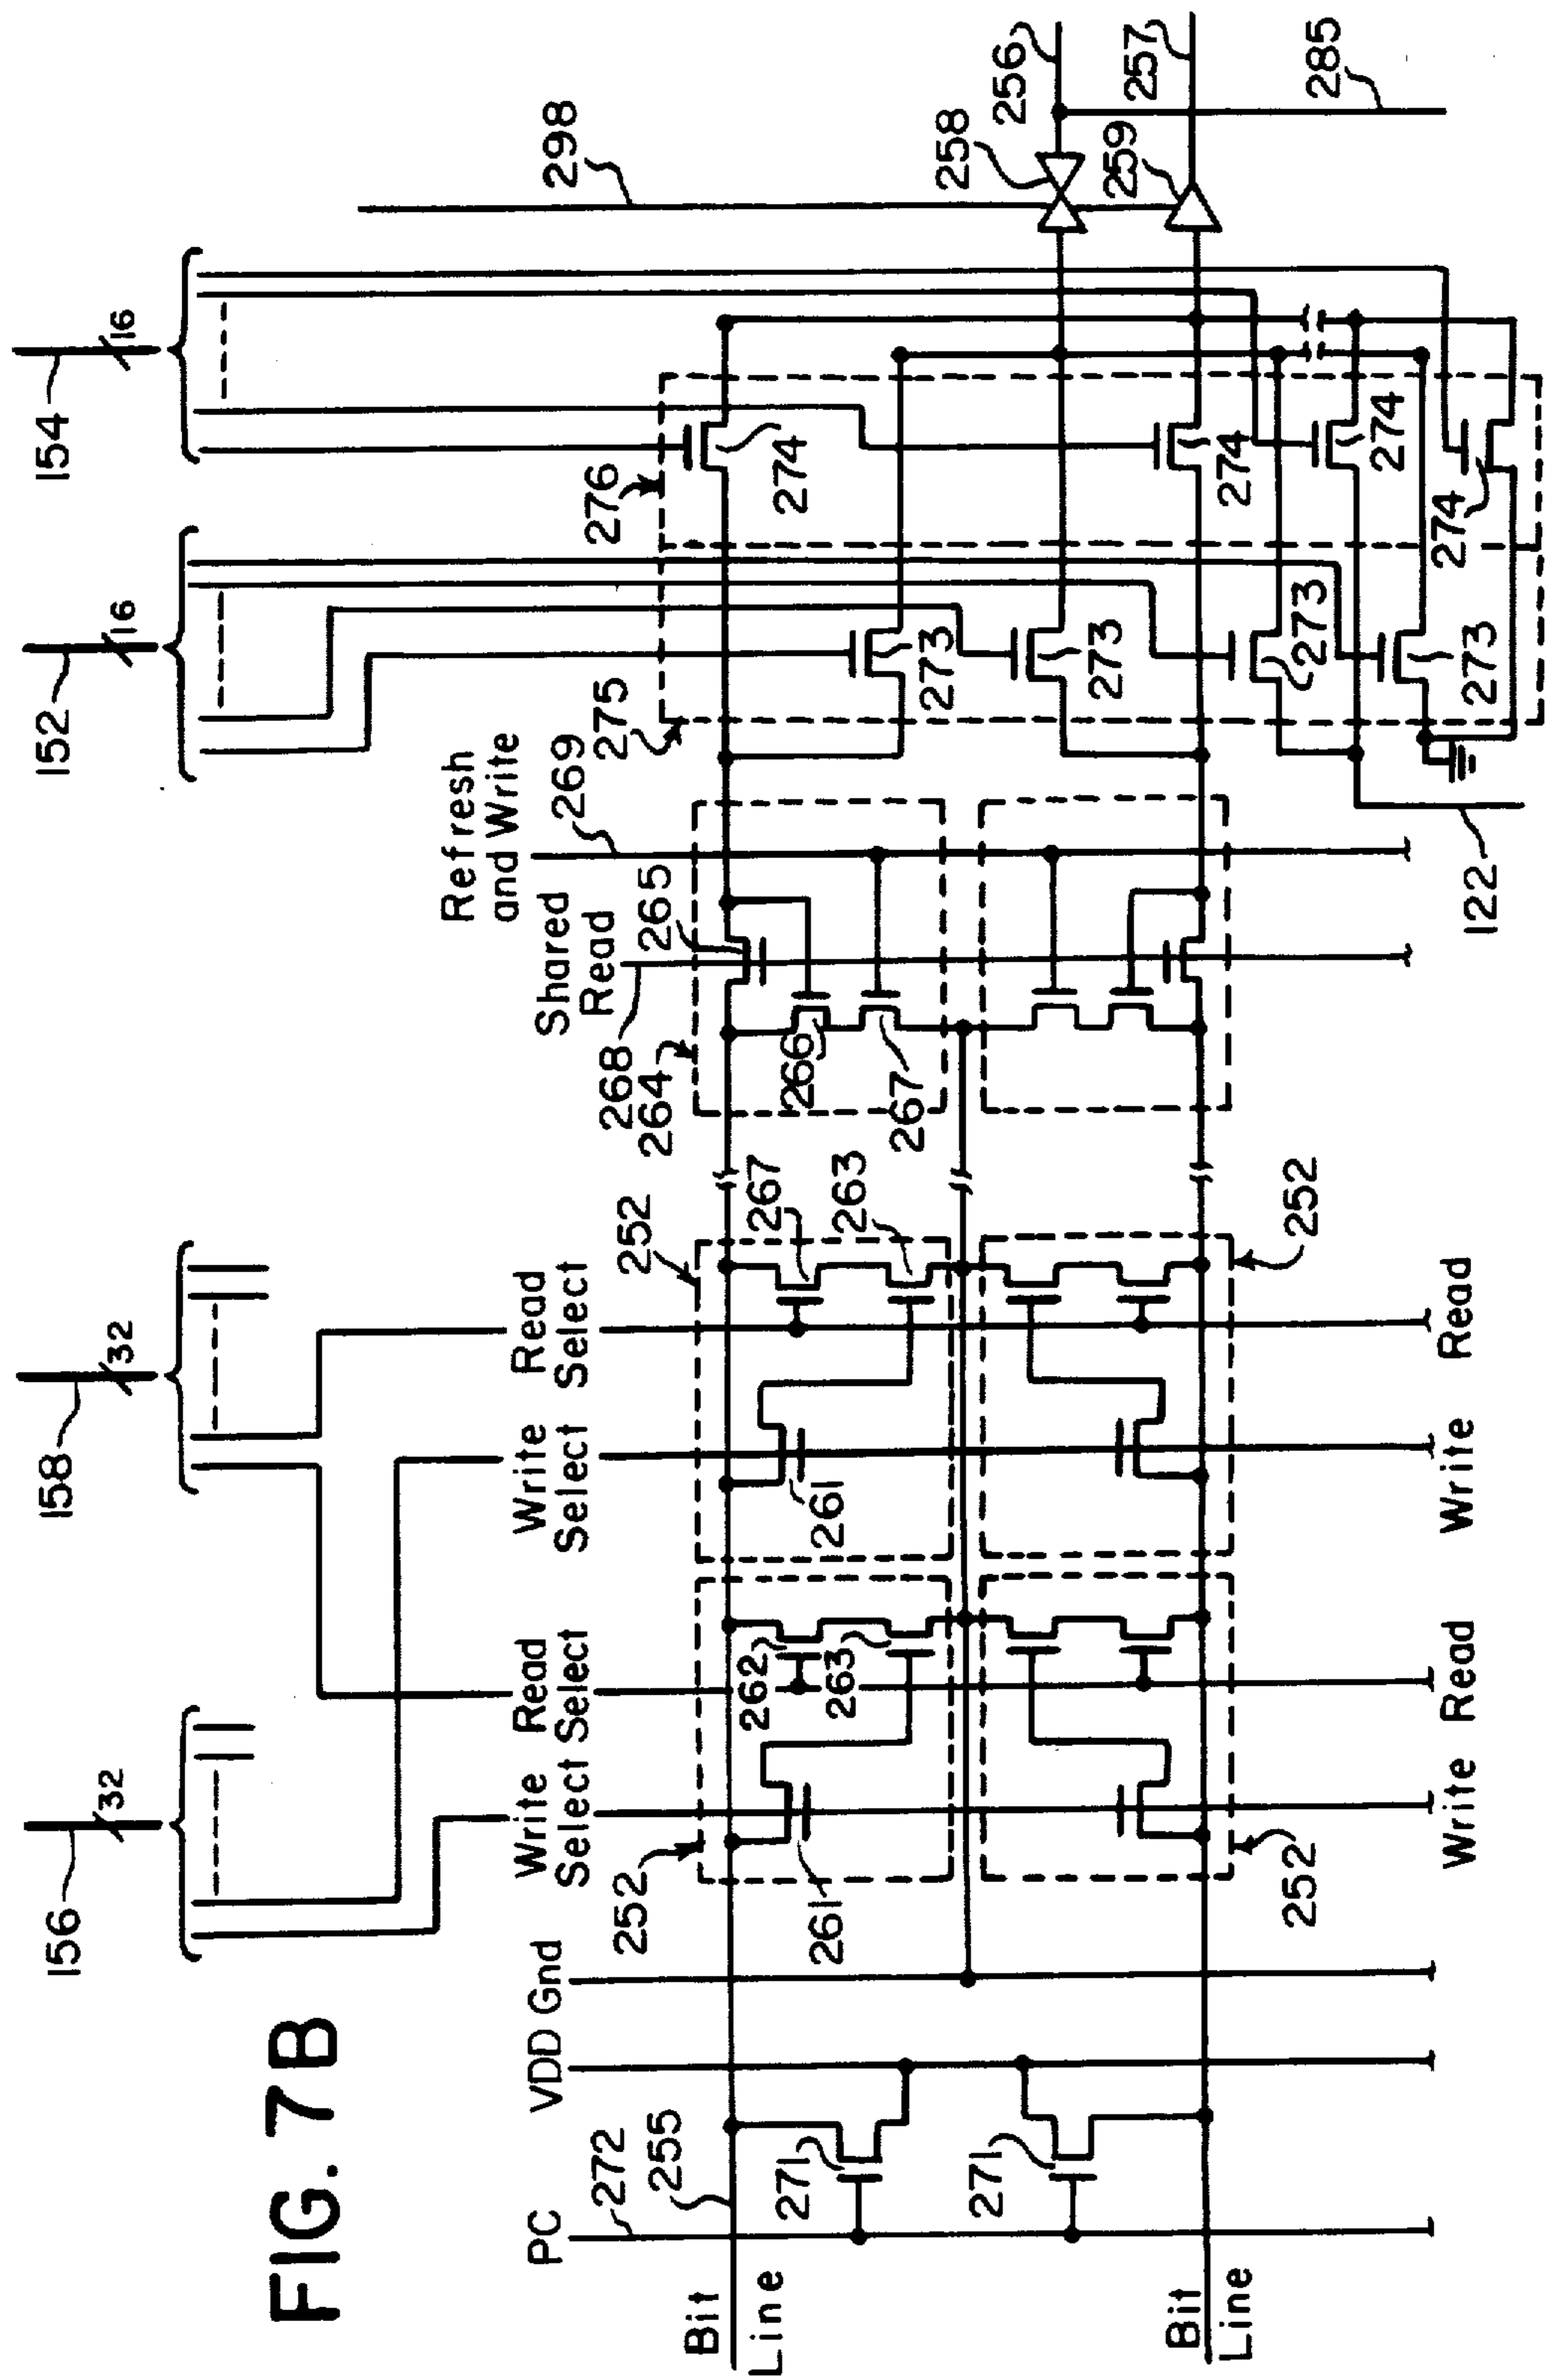 FIG. 7B
156
32
158
32
152
16
154
16
298
PC
272
255
VDD
Gnd
Write
Select
Read
Select
Write
Select
Read
Select
Shared
Read
268
264
Refresh
and Write
269
265
275
276
Bit
Line
271
271
252
261
262
263
252
261
267
263
266
267
273
273
273
273
274
274
274
274
258
256
259
257
285
122
Bit
Line
252
252
Write
Read
Write
Read